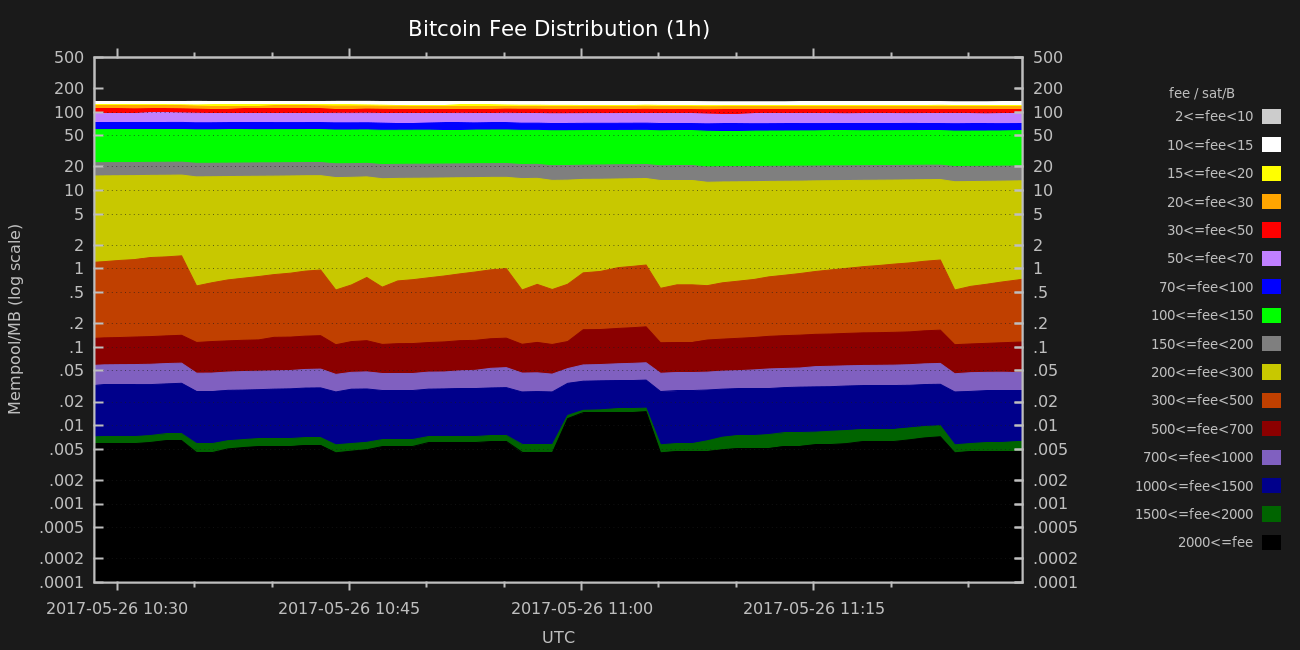 Bitcoin Fee Distribution (1h)
500 500
200 200
100 100
50 50
20 20
10 10
5 5
2 2
1 1
.5 .5
.2 .2
.1 .1
.05 .05
.02 .02
.01 .01
.005 .005
.002 .002
.001 .001
.0005 .0005
.0002 .0002
.0001 .0001
Mempool/MB (log scale)
2017-05-26 10:30 2017-05-26 10:45 2017-05-26 11:00 2017-05-26 11:15
UTC
fee / sat/B
2<=fee<10
10<=fee<15
15<=fee<20
20<=fee<30
30<=fee<50
50<=fee<70
70<=fee<100
100<=fee<150
150<=fee<200
200<=fee<300
300<=fee<500
500<=fee<700
700<=fee<1000
1000<=fee<1500
1500<=fee<2000
2000<=fee